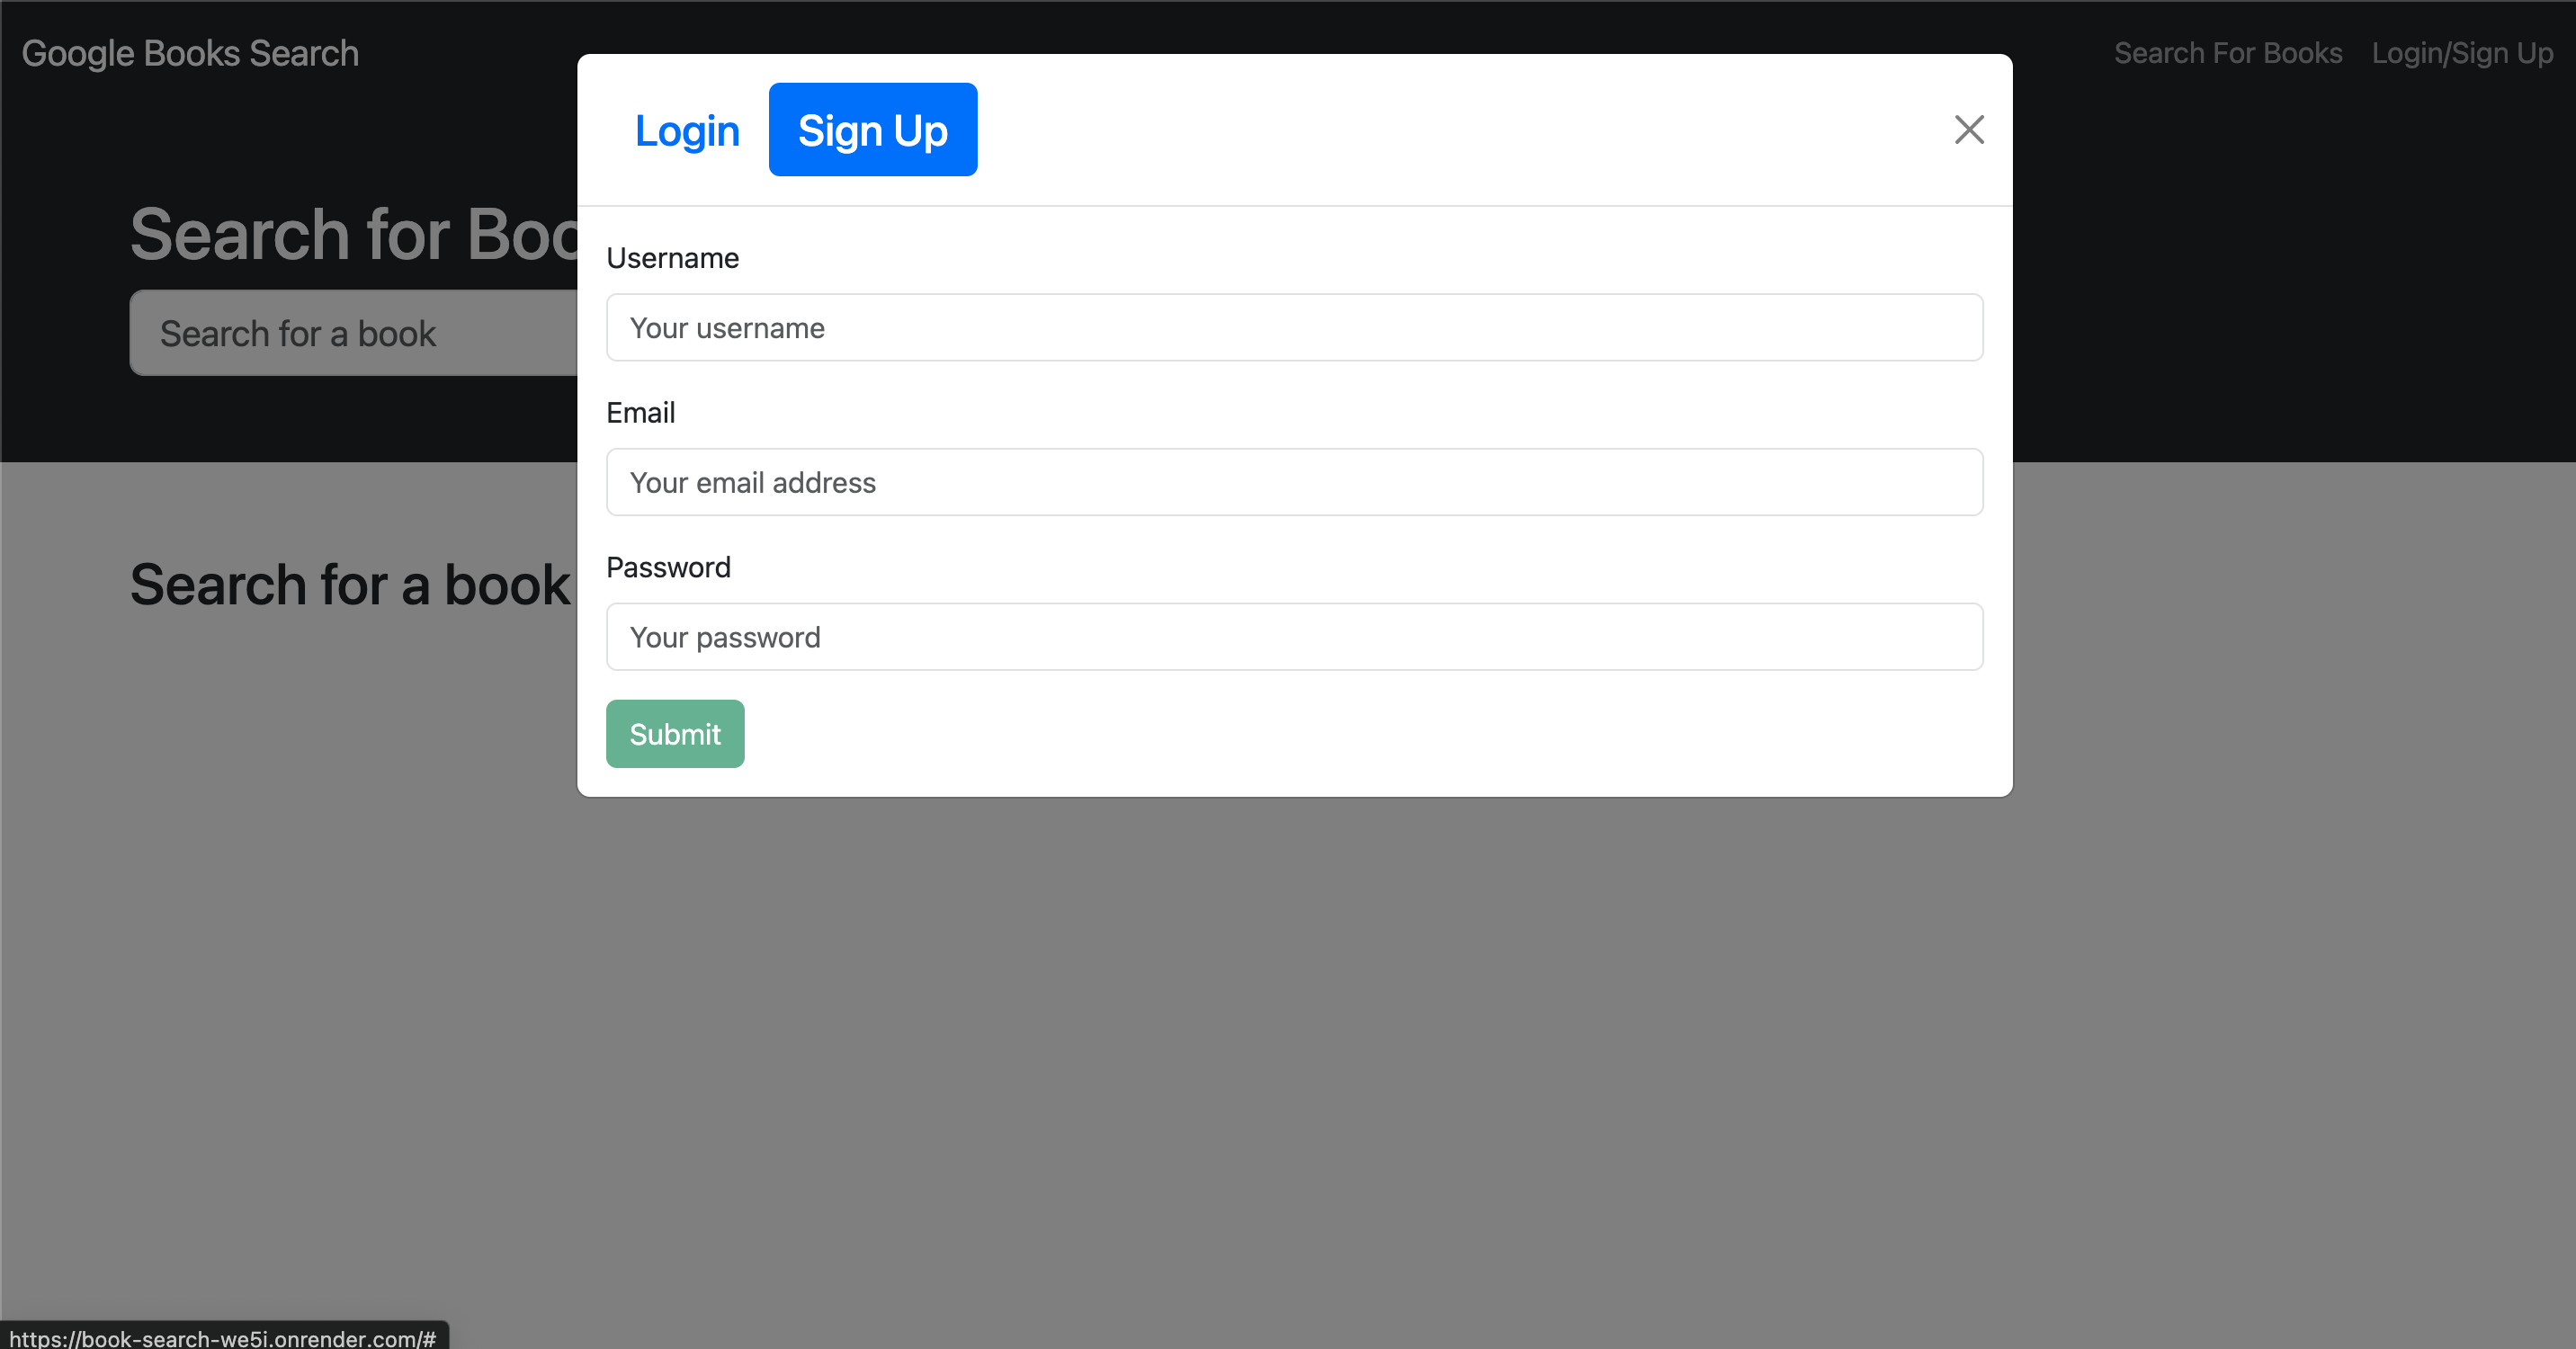 Google Books Search
Search For Books
Login/Sign Up
Login
Sign Up
Search for Boo
Search for a book
Search for a book
Username
Your username
Email
Your email address
Password
Your password
Submit
https://book-search-we5i.onrender.com/#